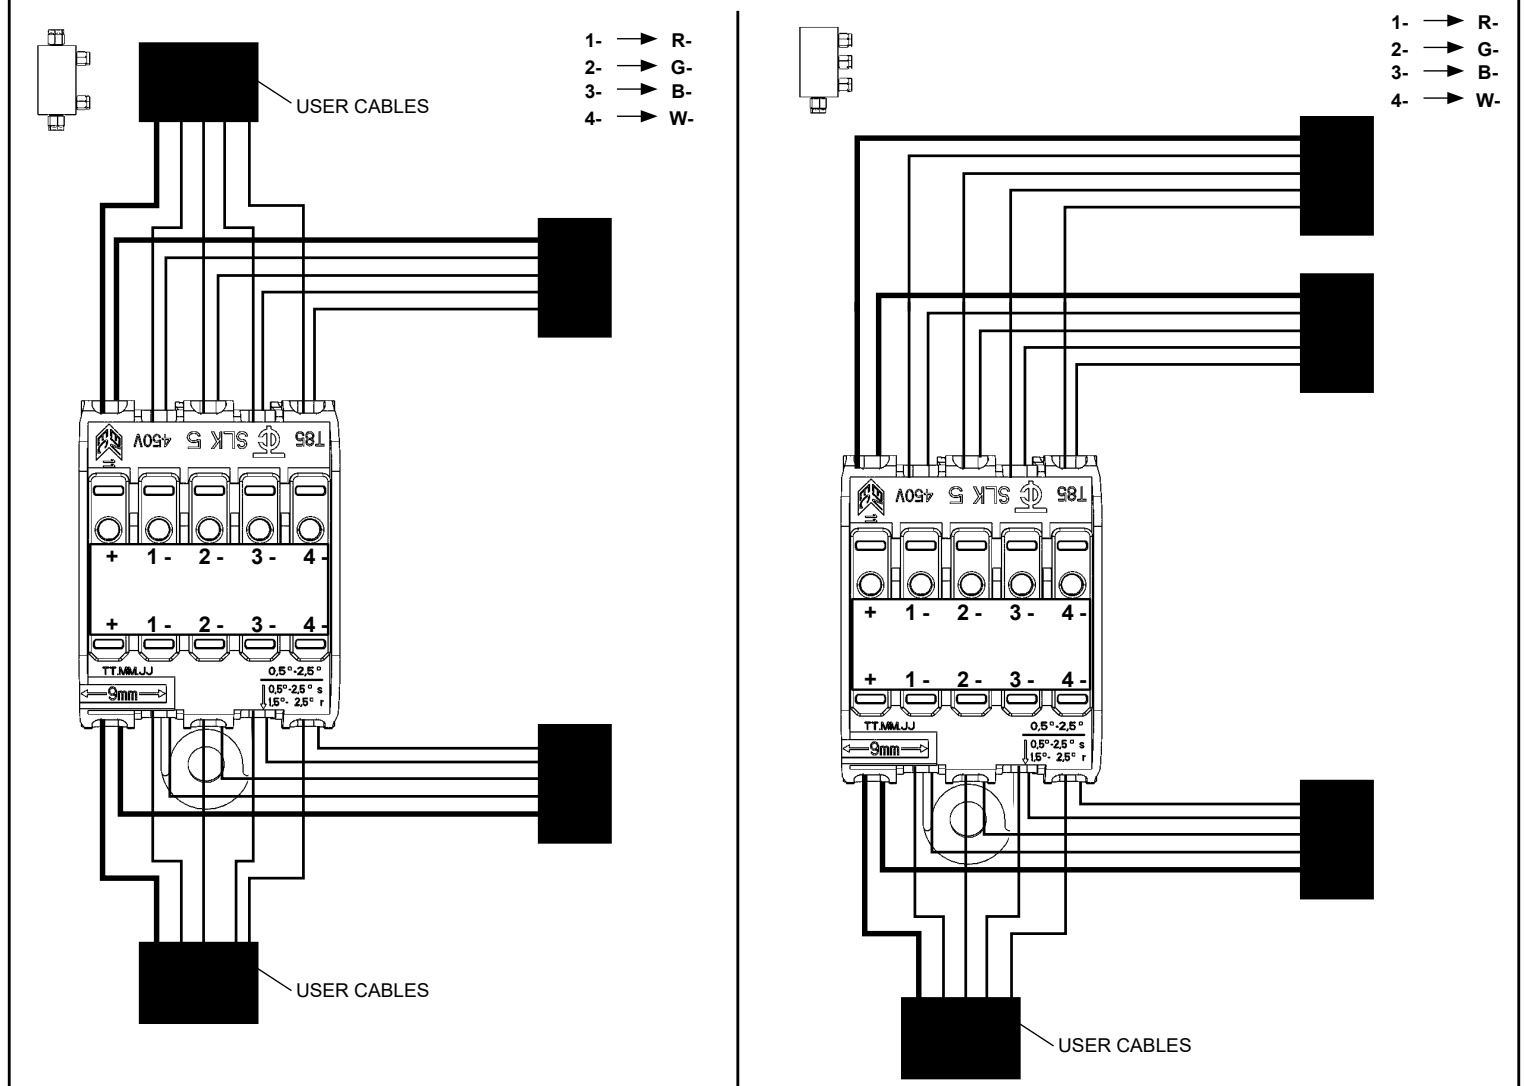 1- R-
2- G-
3- B-
4- W-
USER CABLES
450V SLK 5 T85
11
+ 1 - 2 - 3 - 4 -
+ 1 - 2 - 3 - 4 -
TT.MM.JJ
0,5°-2,5°
9mm
0,5°-2,5° s
1,5°- 2,5° r
USER CABLES
1- R-
2- G-
3- B-
4- W-
450V SLK 5 T85
11
+ 1 - 2 - 3 - 4 -
+ 1 - 2 - 3 - 4 -
TT.MM.JJ
0,5°-2,5°
9mm
0,5°-2,5° s
1,5°- 2,5° r
USER CABLES